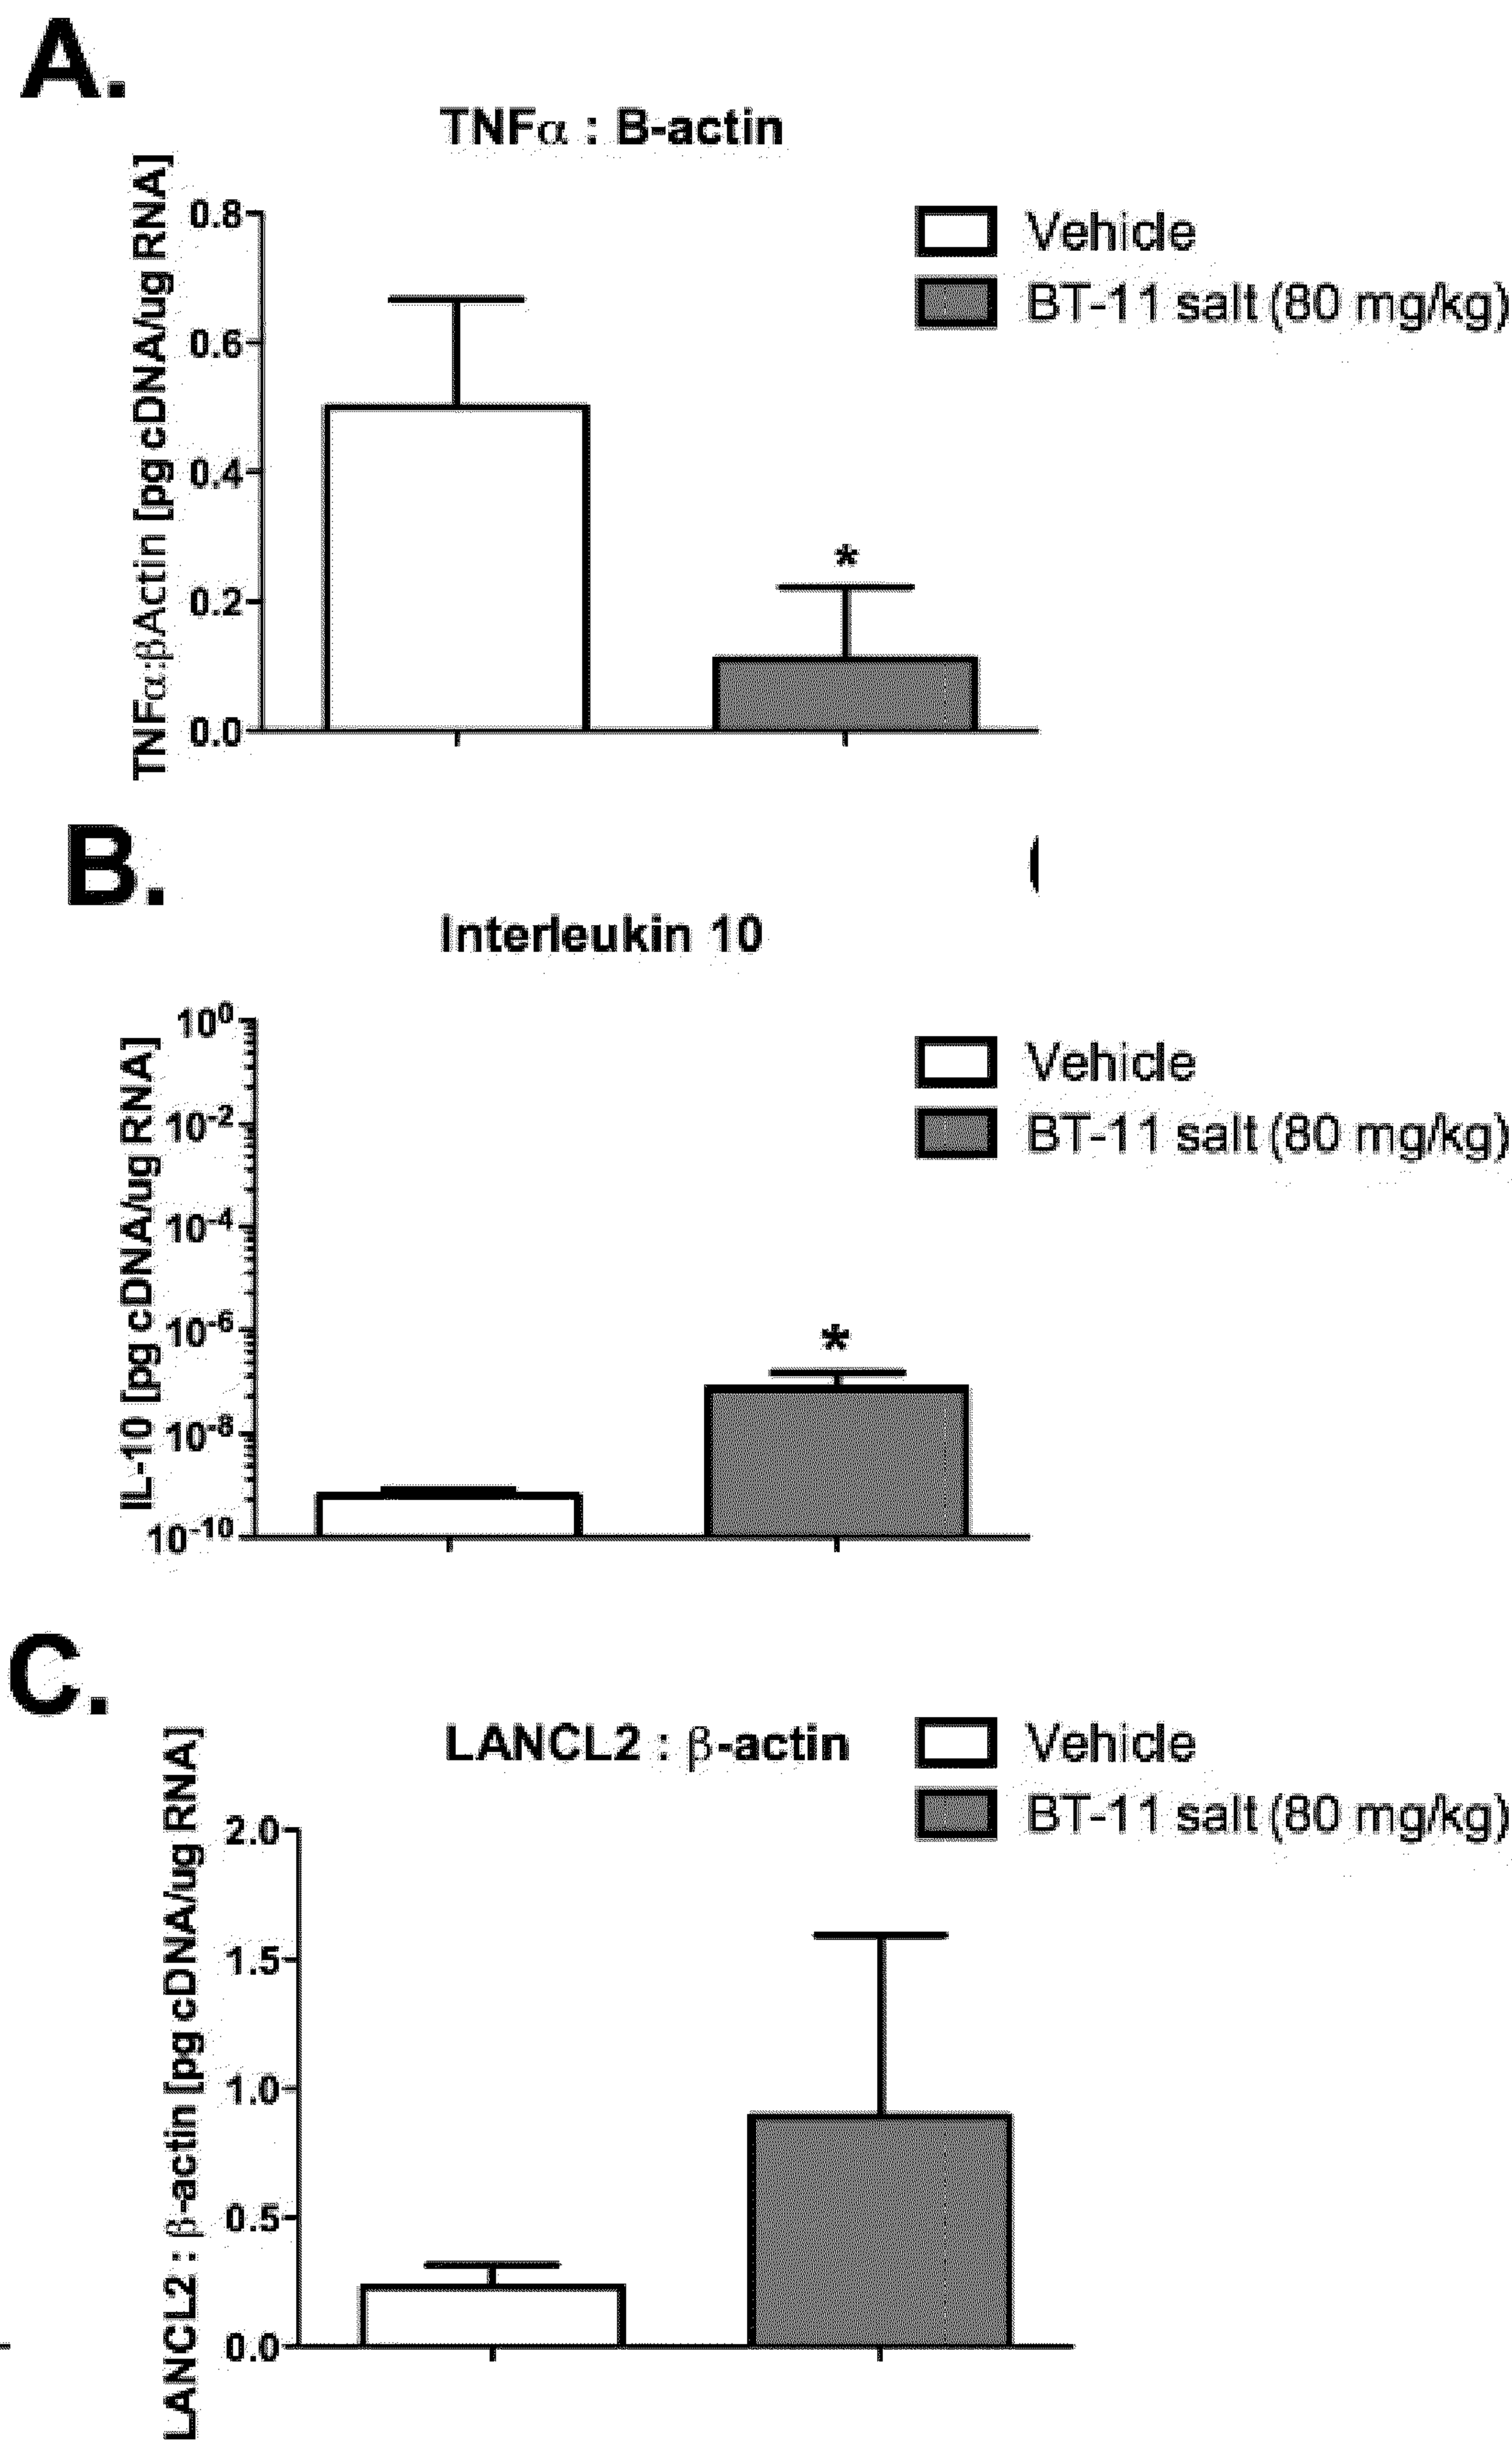 A.
TNFα : B-actin
TNFα:βActin [pg cDNA/ug RNA]
0.8
0.6
0.4
0.2
0.0
Vehicle
BT-11 salt (80 mg/kg)
*
B.
Interleukin 10
IL-10 [pg cDNA/ug RNA]
10⁰
10⁻²
10⁻⁴
10⁻⁶
10⁻⁸
10⁻¹⁰
Vehicle
BT-11 salt (80 mg/kg)
*
C.
LANCL2 : β-actin
LANCL2 : β-actin [pg cDNA/ug RNA]
2.0
1.5
1.0
0.5
0.0
Vehicle
BT-11 salt (80 mg/kg)